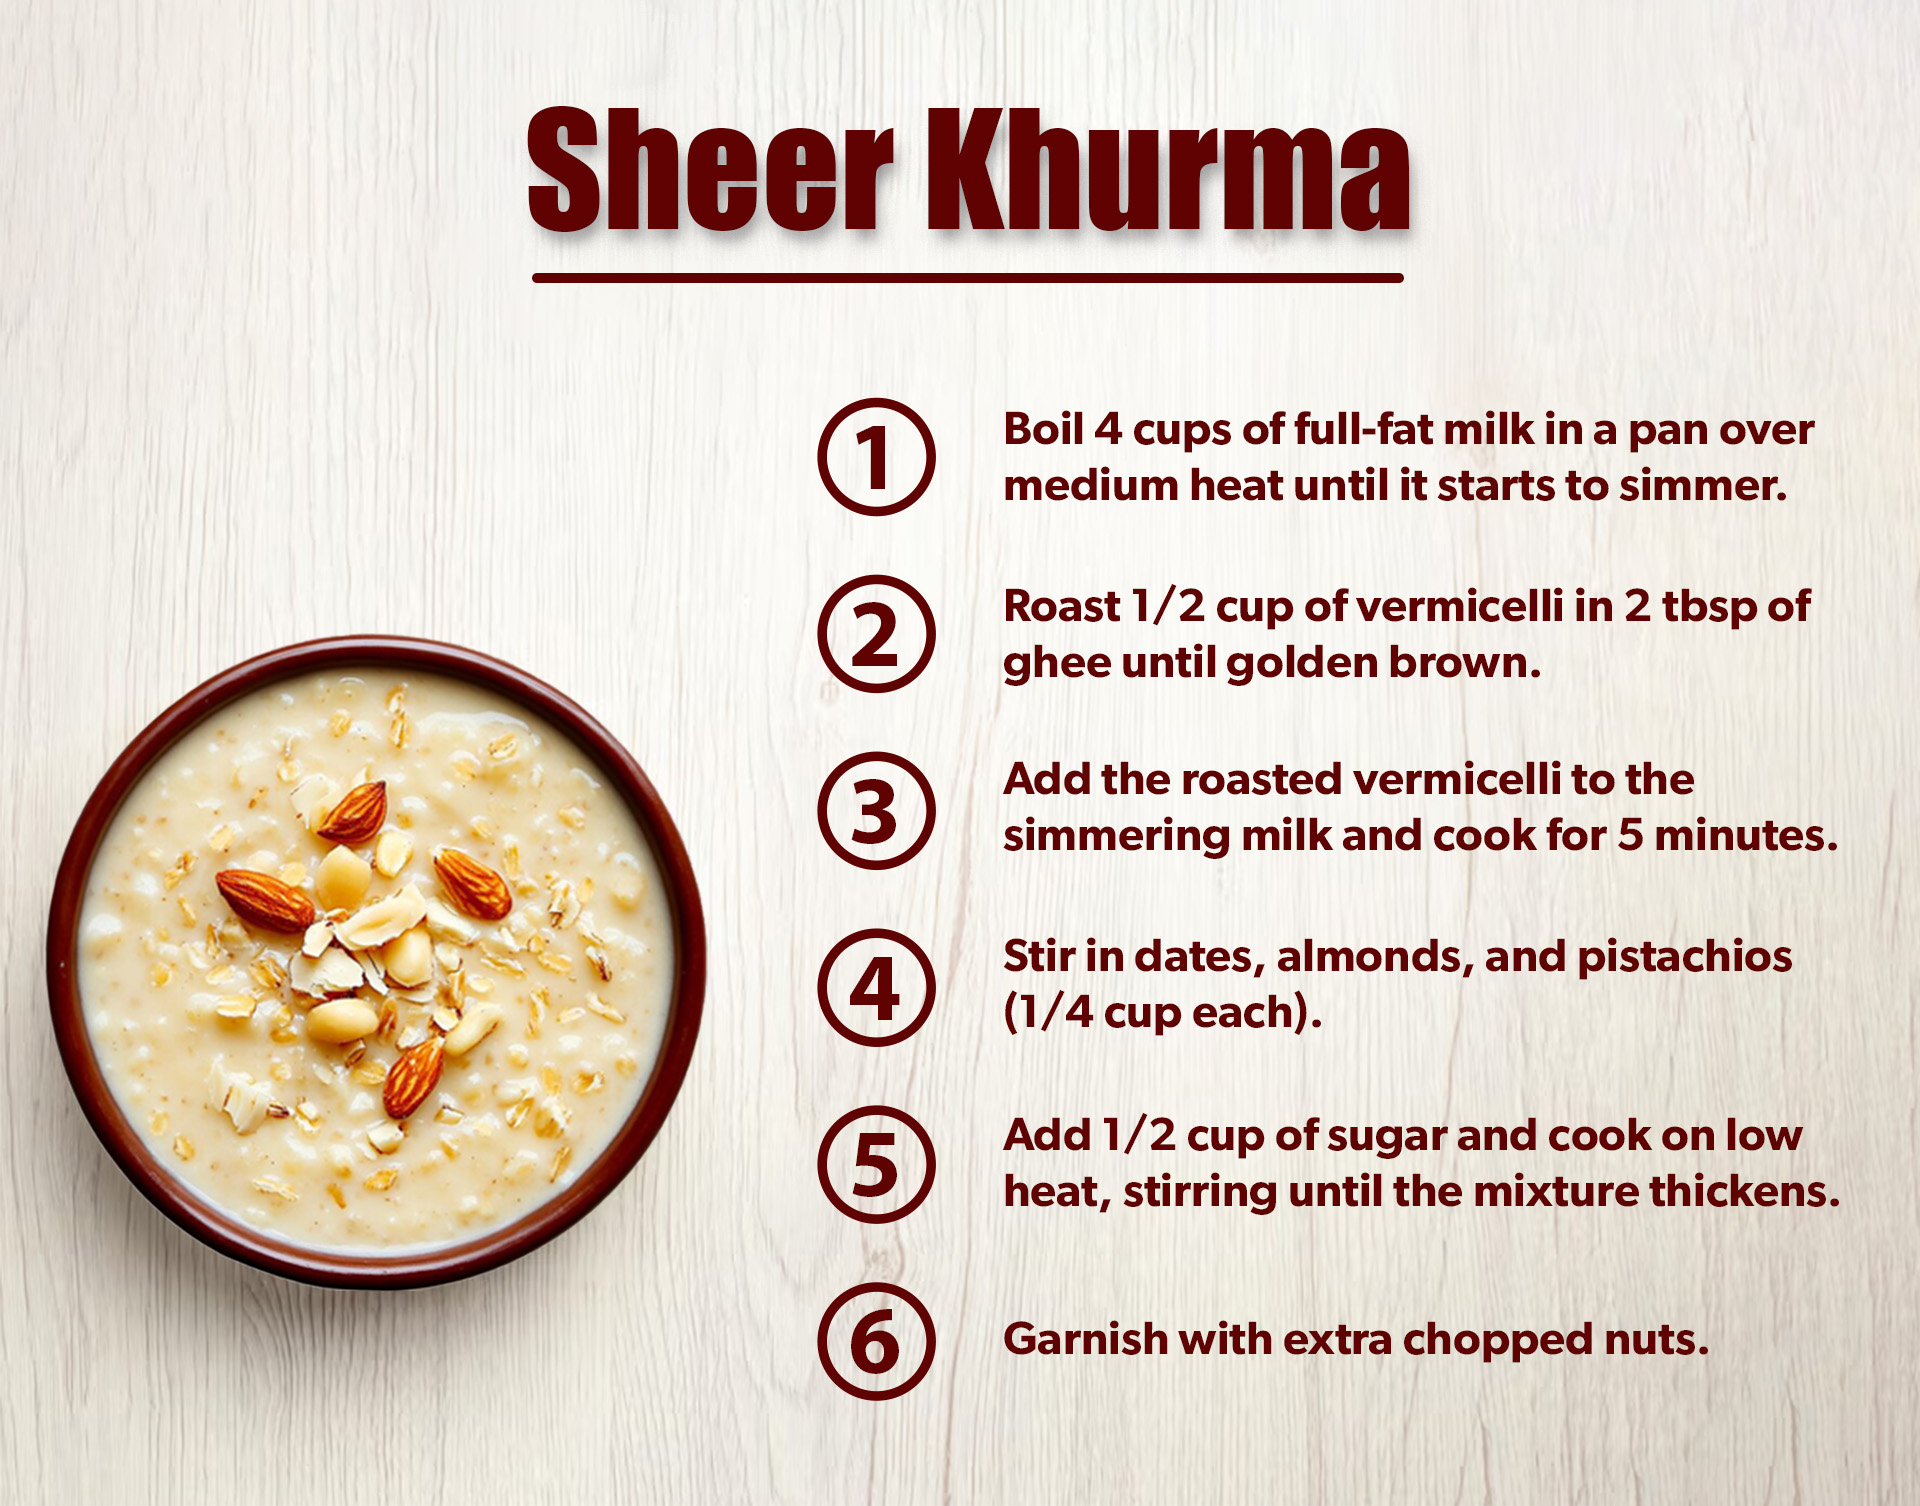 Sheer Khurma
1
Boil 4 cups of full-fat milk in a pan over
medium heat until it starts to simmer.
2
Roast 1/2 cup of vermicelli in 2 tbsp of
ghee until golden brown.
3
Add the roasted vermicelli to the
simmering milk and cook for 5 minutes.
4
Stir in dates, almonds, and pistachios
(1/4 cup each).
5
Add 1/2 cup of sugar and cook on low
heat, stirring until the mixture thickens.
6
Garnish with extra chopped nuts.